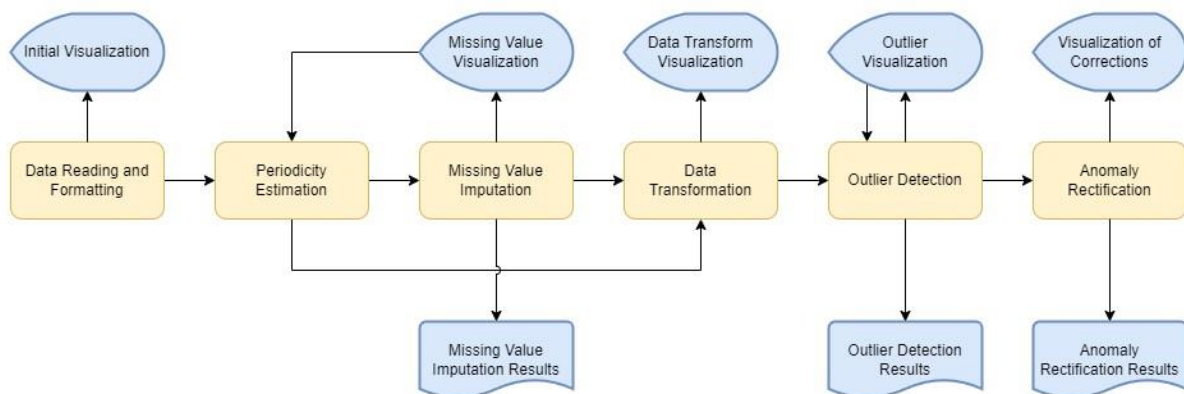 Initial Visualization
Missing Value
Visualization
Data Transform
Visualization
Outlier
Visualization
Visualization of
Corrections
Data Reading and
Formatting
Periodicity
Estimation
Missing Value
Imputation
Data
Transformation
Outlier Detection
Anomaly
Rectification
Missing Value
Imputation Results
Outlier Detection
Results
Anomaly
Rectification Results